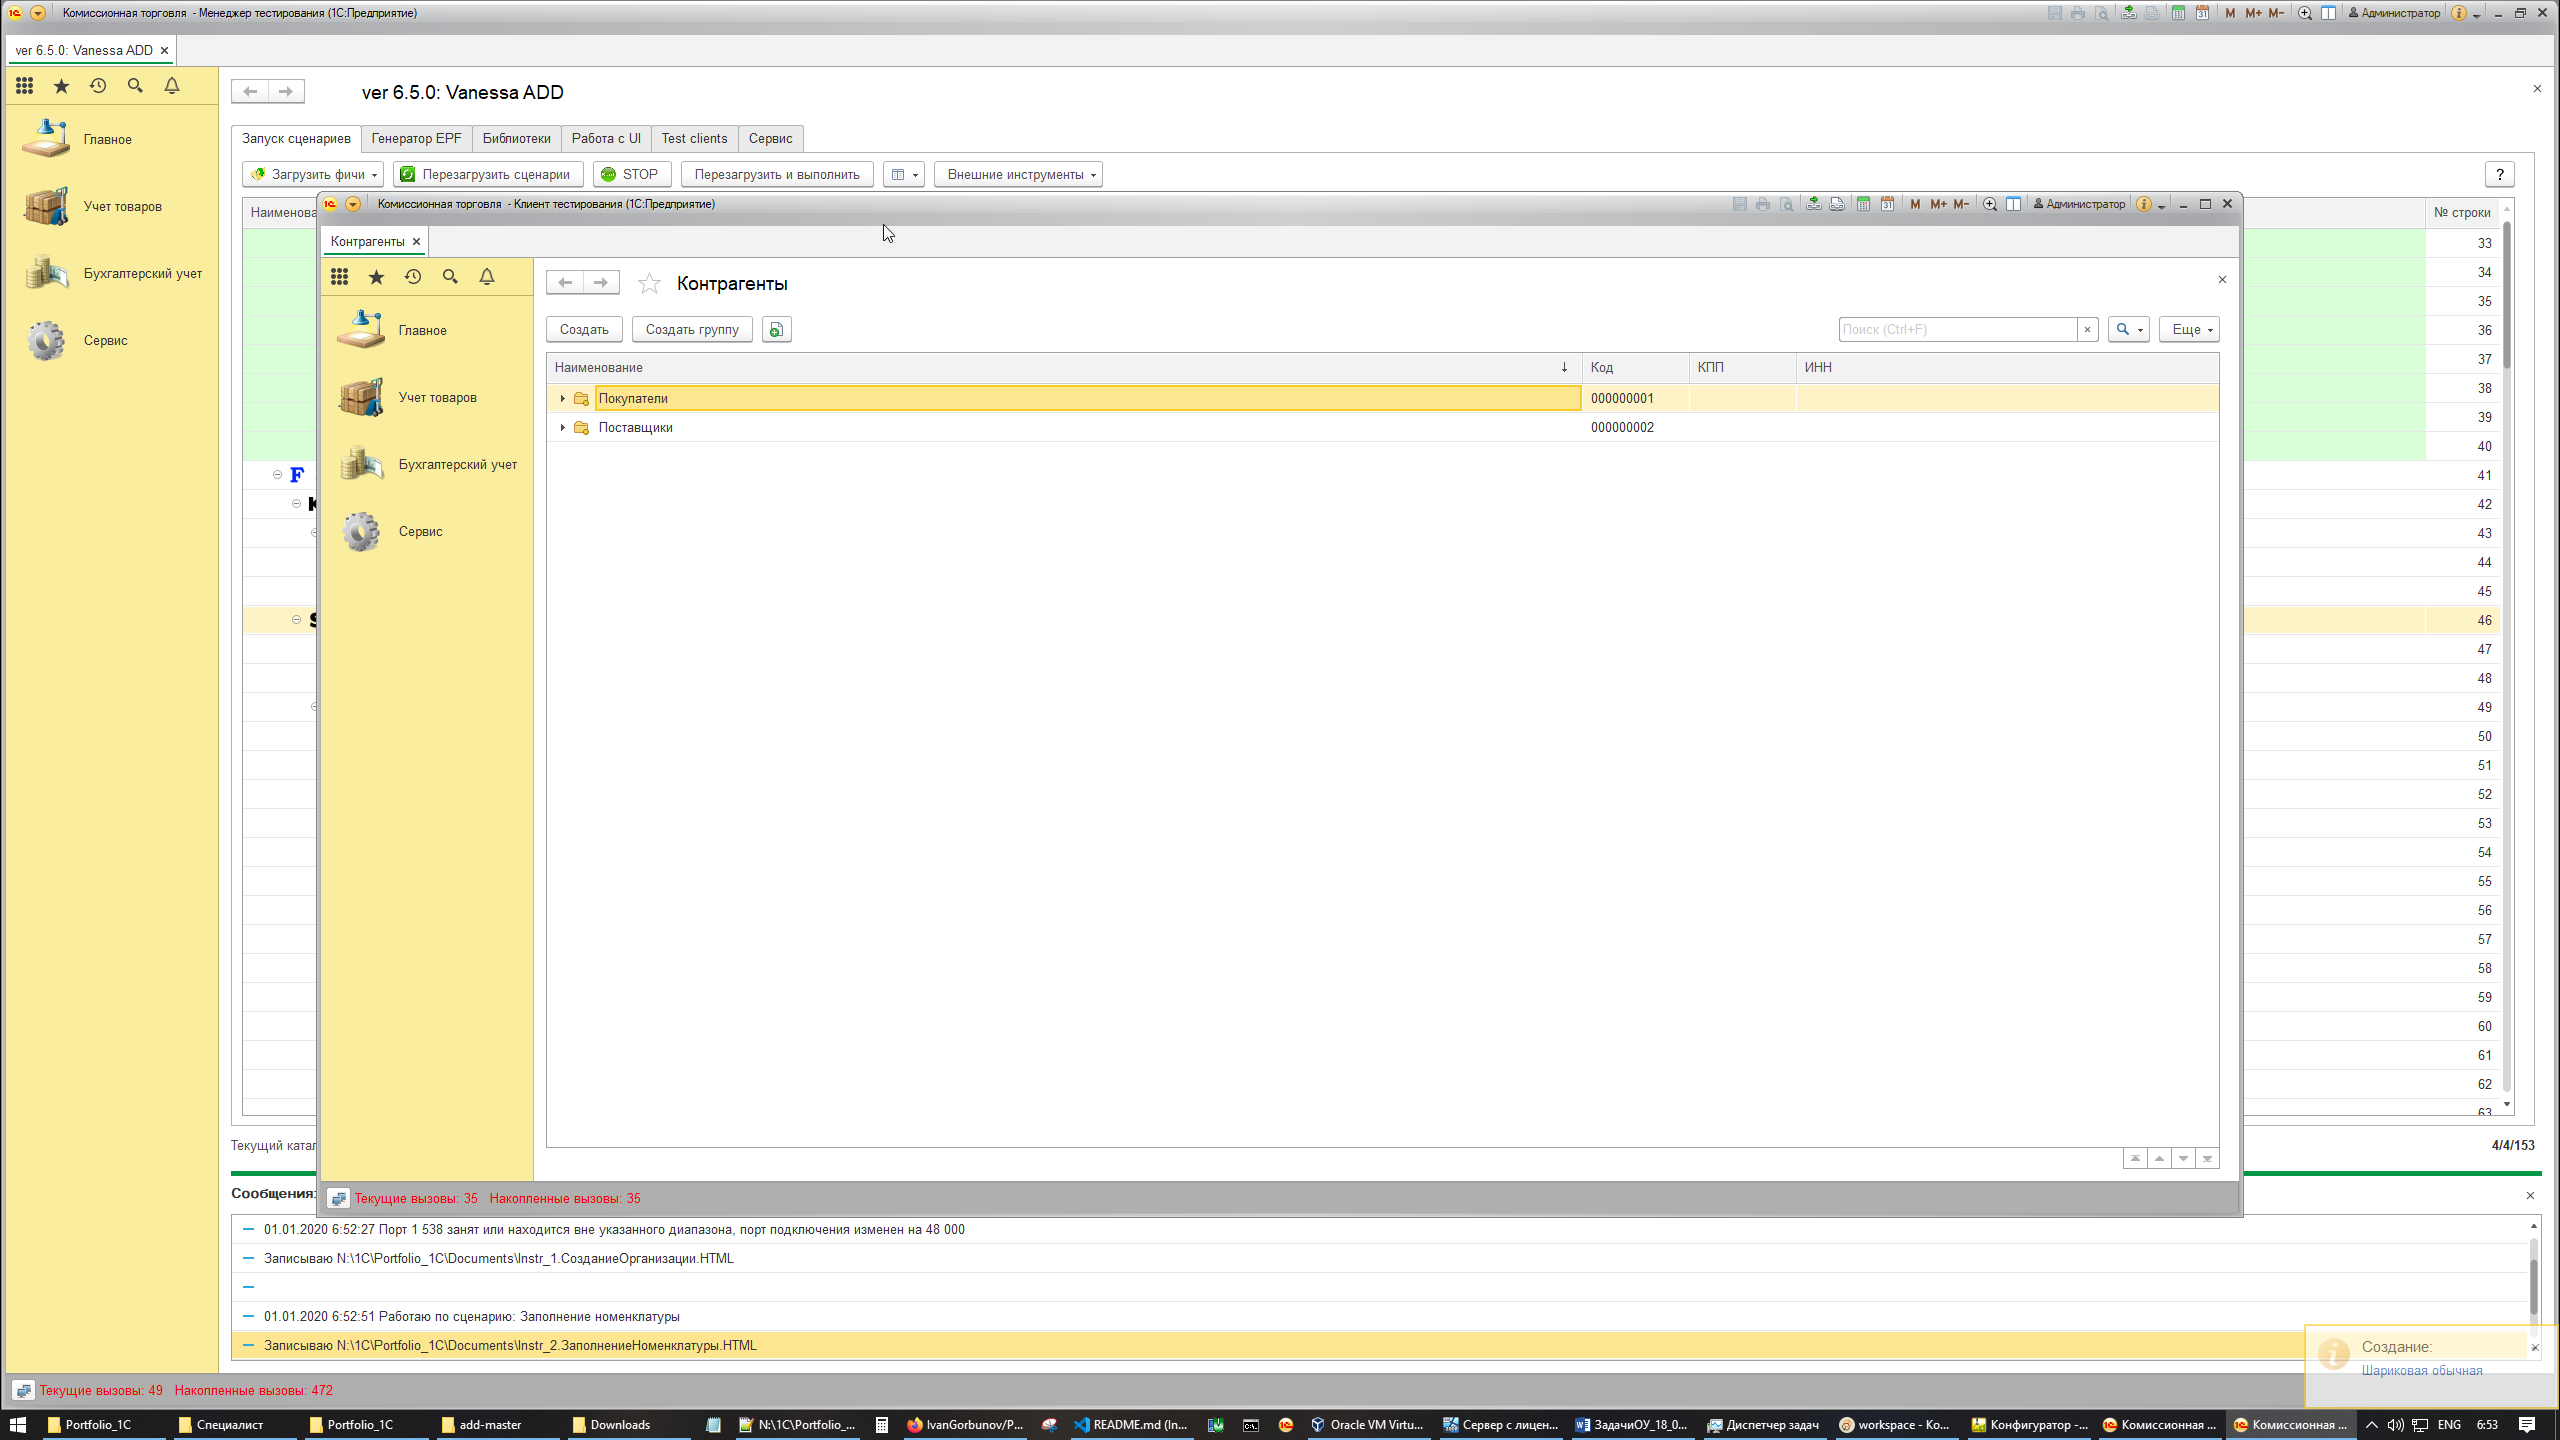 Комиссионная торговля - Менеджер тестирования (1С:Предприятие)
M M+ M- Администратор
ver 6.5.0: Vanessa ADD
ver 6.5.0: Vanessa ADD
Главное
Учет товаров
Бухгалтерский учет
Сервис
Запуск сценариев Генератор EPF Библиотеки Работа с UI Test clients Сервис
Загрузить фичи Перезагрузить сценарии STOP Перезагрузить и выполнить Внешние инструменты ?
Наименова
№ строки
33
34
35
36
37
38
39
40
F 41
42
43
44
45
46
47
48
49
50
51
52
53
54
55
56
57
58
59
60
61
62
63
Комиссионная торговля - Клиент тестирования (1С:Предприятие)
M M+ M- Администратор
Контрагенты
Контрагенты
Главное
Учет товаров
Бухгалтерский учет
Сервис
Создать Создать группу Поиск (Ctrl+F) × Еще
Наименование ↓ Код КПП ИНН
Покупатели 000000001
Поставщики 000000002
Текущие вызовы: 35 Накопленные вызовы: 35
Текущий катал 4/4/153
Сообщения:
01.01.2020 6:52:27 Порт 1 538 занят или находится вне указанного диапазона, порт подключения изменен на 48 000
Записываю N:\1C\Portfolio_1C\Documents\Instr_1.СозданиеОрганизации.HTML
01.01.2020 6:52:51 Работаю по сценарию: Заполнение номенклатуры
Записываю N:\1C\Portfolio_1C\Documents\Instr_2.ЗаполнениеНоменклатуры.HTML
Создание:
Шариковая обычная
Текущие вызовы: 49 Накопленные вызовы: 472
Portfolio_1C Специалист Portfolio_1C add-master Downloads N:\1C\Portfolio_... IvanGorbunov/P... README.md (In... Oracle VM Virtu... Сервер с лицен... ЗадачиОУ_18_0... Диспетчер задач workspace - Ко... Конфигуратор -... Комиссионная ... Комиссионная ... ENG 6:53